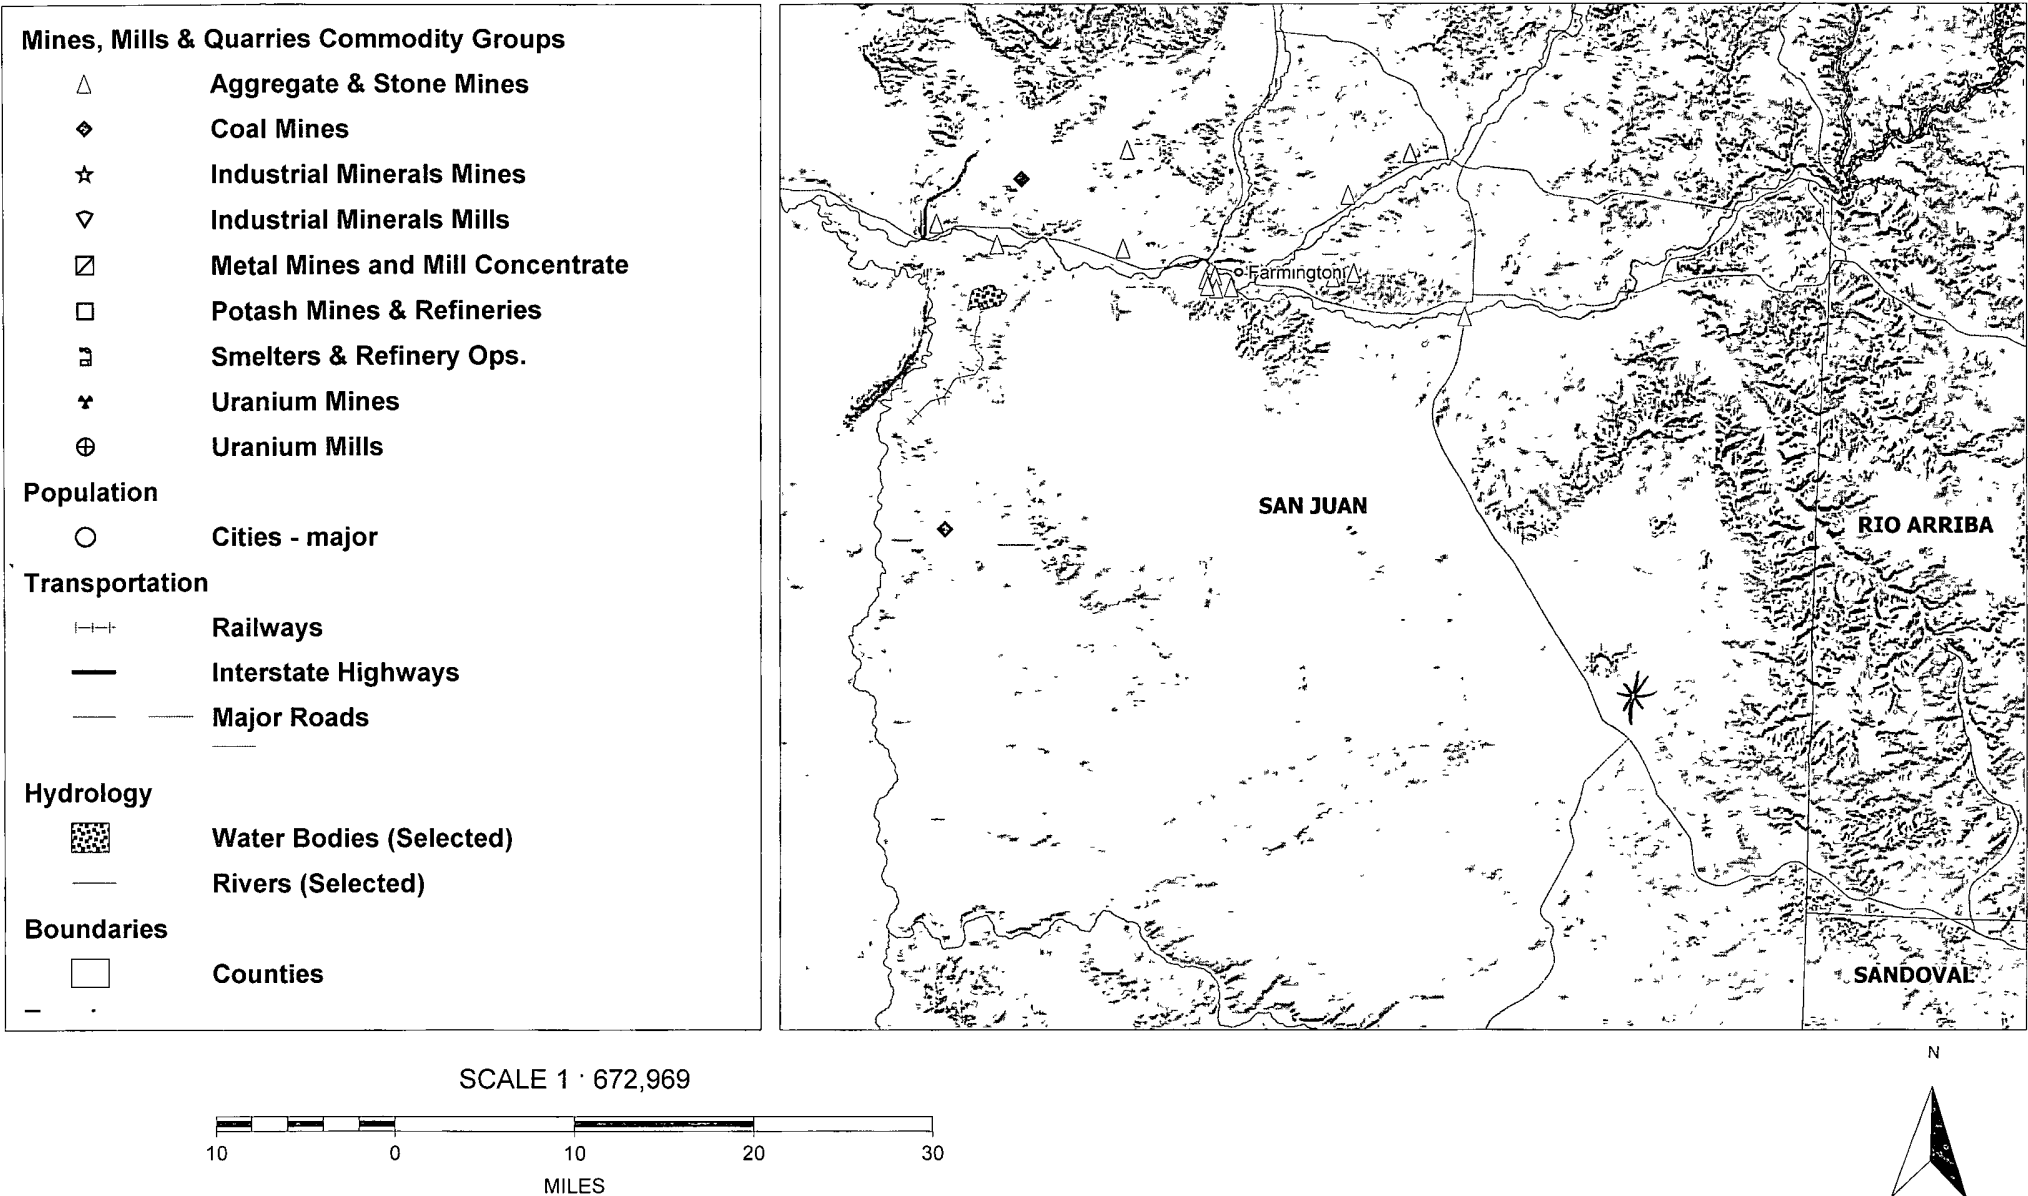 Mines, Mills & Quarries Commodity Groups
Aggregate & Stone Mines
Coal Mines
Industrial Minerals Mines
Industrial Minerals Mills
Metal Mines and Mill Concentrate
Potash Mines & Refineries
Smelters & Refinery Ops.
Uranium Mines
Uranium Mills
Population
Cities - major
Transportation
Railways
Interstate Highways
Major Roads
Hydrology
Water Bodies (Selected)
Rivers (Selected)
Boundaries
Counties
Farmington
SAN JUAN
RIO ARRIBA
SANDOVAL
SCALE 1 : 672,969
10 0 10 20 30
MILES
N